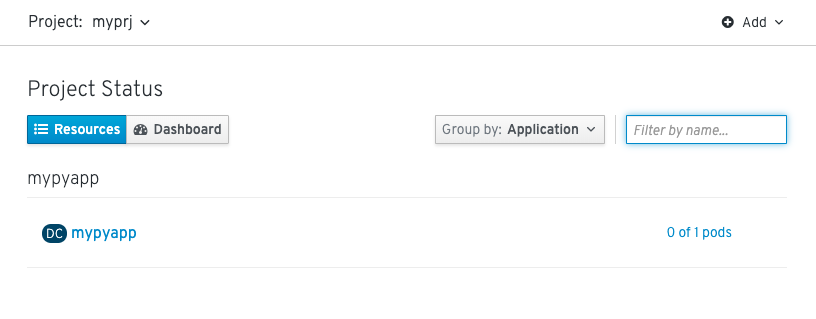 Project: myprj Add
Project Status
Resources Dashboard Group by: Application Filter by name...
mypyapp
DC mypyapp 0 of 1 pods